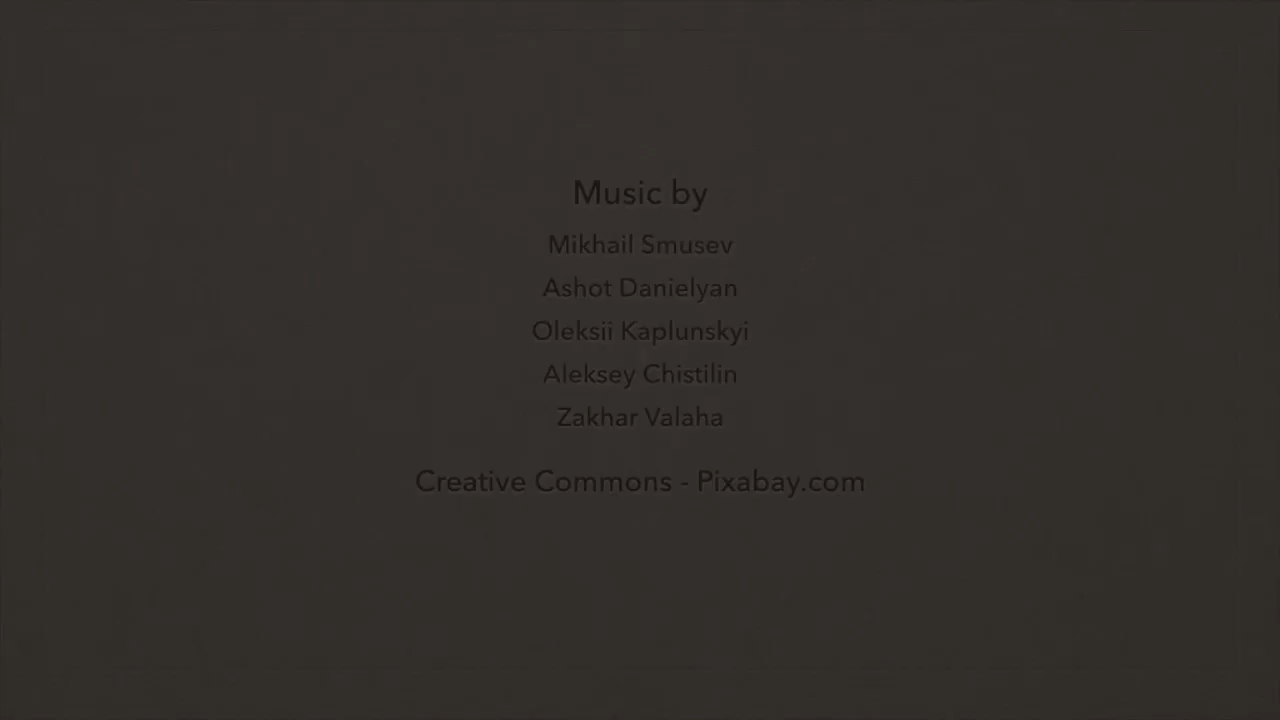 Music by
Mikhail Smusev
Ashot Danielyan
Oleksii Kaplunskyi
Aleksey Chistilin
Zakhar Valaha
Creative Commons - Pixabay.com